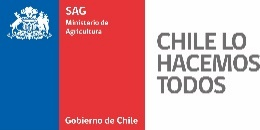 SAG
Ministerio de
Agricultura
Gobierno de Chile
CHILE LO
HACEMOS
TODOS